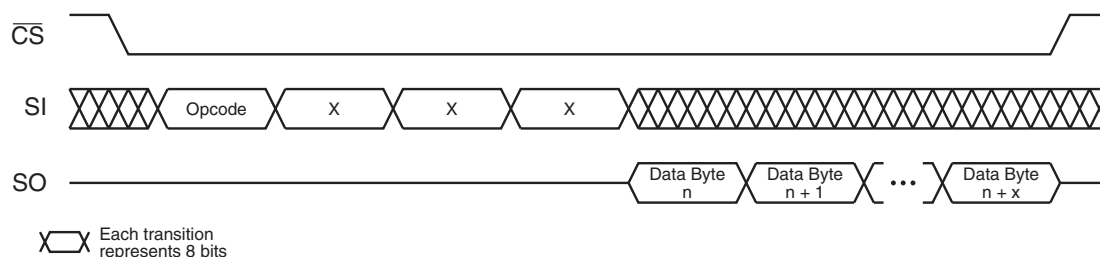 CS
SI
Opcode X X X
SO
Data Byte n
Data Byte n + 1
•••
Data Byte n + x
Each transition
represents 8 bits